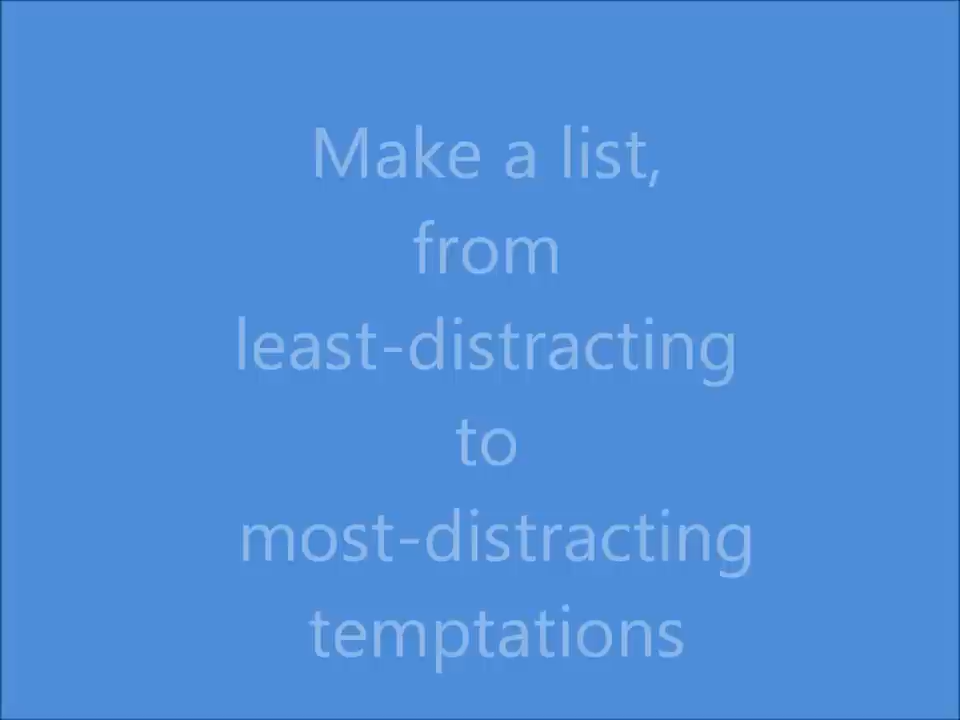 Make a list,
from
least-distracting
to
most-distracting
temptations